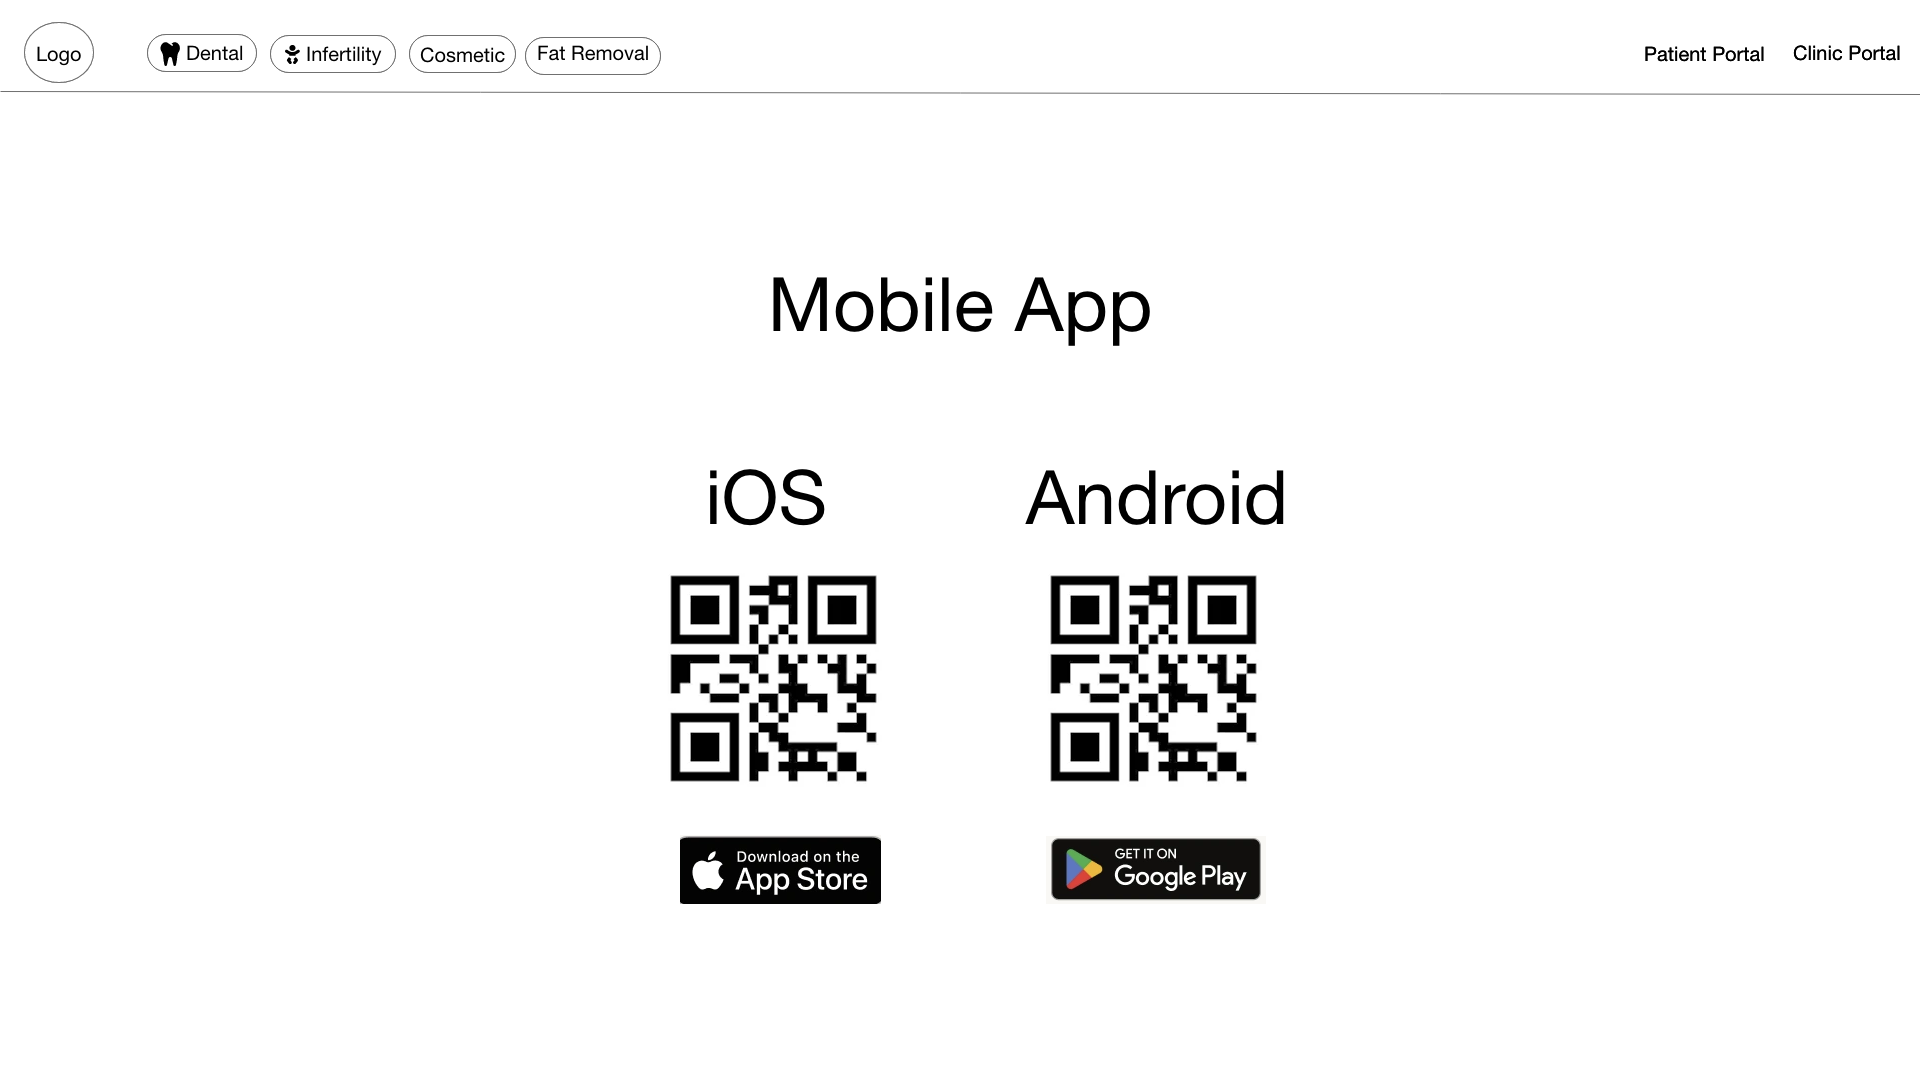 Logo
Dental
Infertility
Cosmetic
Fat Removal
Patient Portal
Clinic Portal
Mobile App
iOS
Android
Download on the
App Store
GET IT ON
Google Play